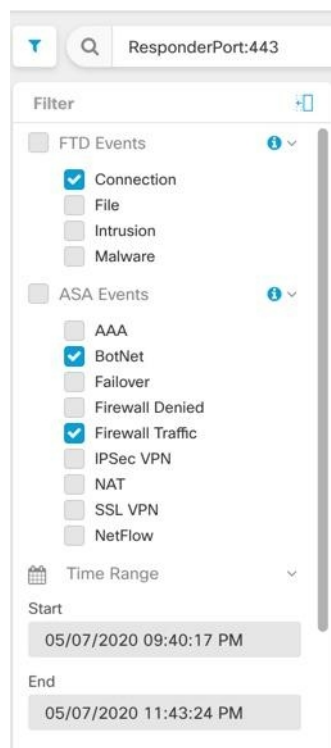 ResponderPort:443
Filter
FTD Events
Connection
File
Intrusion
Malware
ASA Events
AAA
BotNet
Failover
Firewall Denied
Firewall Traffic
IPSec VPN
NAT
SSL VPN
NetFlow
Time Range
Start
05/07/2020 09:40:17 PM
End
05/07/2020 11:43:24 PM